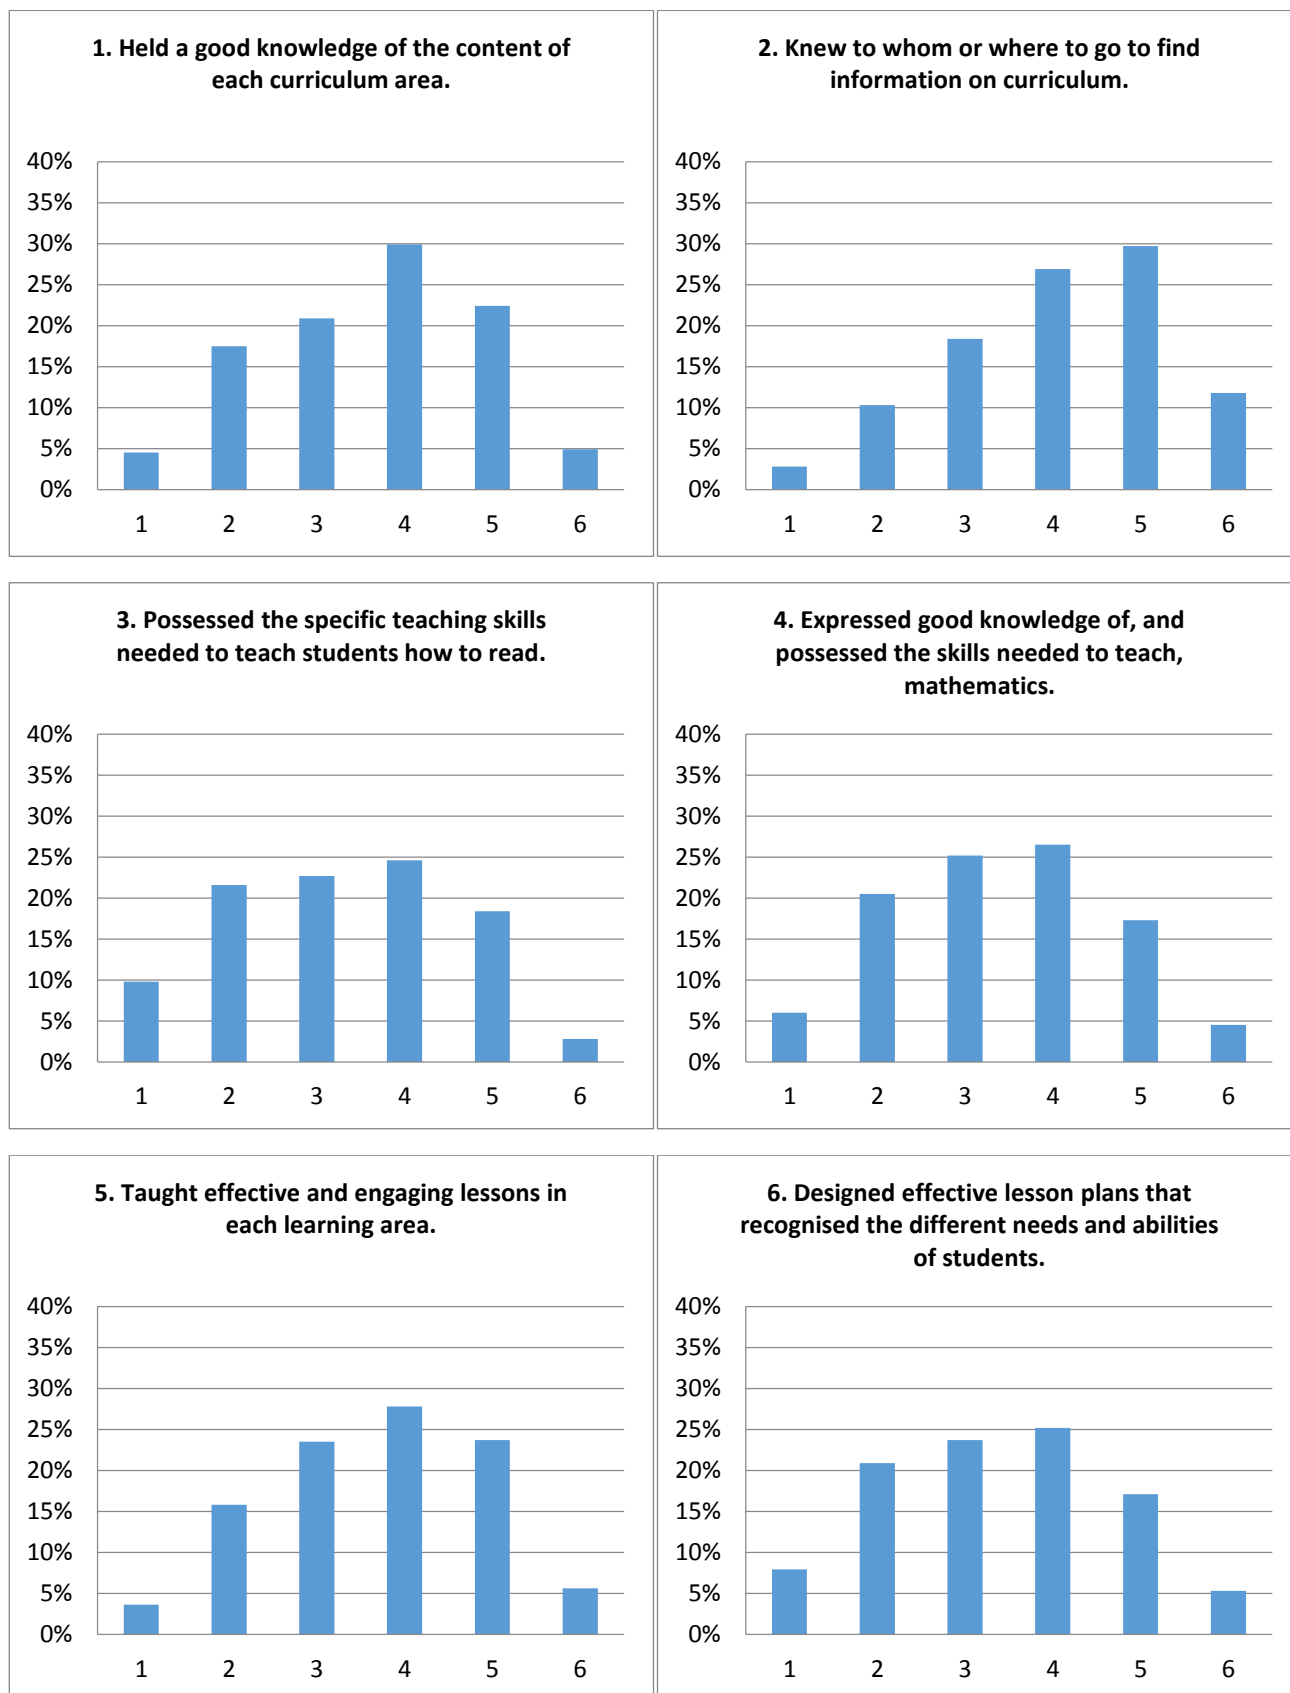 1. Held a good knowledge of the content of
each curriculum area.
40%
35%
30%
25%
20%
15%
10%
5%
0%
1 2 3 4 5 6
2. Knew to whom or where to go to find
information on curriculum.
40%
35%
30%
25%
20%
15%
10%
5%
0%
1 2 3 4 5 6
3. Possessed the specific teaching skills
needed to teach students how to read.
40%
35%
30%
25%
20%
15%
10%
5%
0%
1 2 3 4 5 6
4. Expressed good knowledge of, and
possessed the skills needed to teach,
mathematics.
40%
35%
30%
25%
20%
15%
10%
5%
0%
1 2 3 4 5 6
5. Taught effective and engaging lessons in
each learning area.
40%
35%
30%
25%
20%
15%
10%
5%
0%
1 2 3 4 5 6
6. Designed effective lesson plans that
recognised the different needs and abilities
of students.
40%
35%
30%
25%
20%
15%
10%
5%
0%
1 2 3 4 5 6